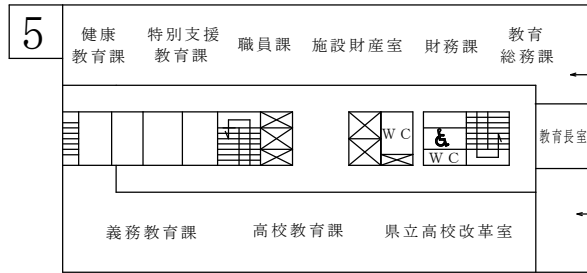 5
健康
教育課
特別支援
教育課
職員課
施設財産室
財務課
教育
総務課
WC
WC
教育長室
義務教育課
高校教育課
県立高校改革室